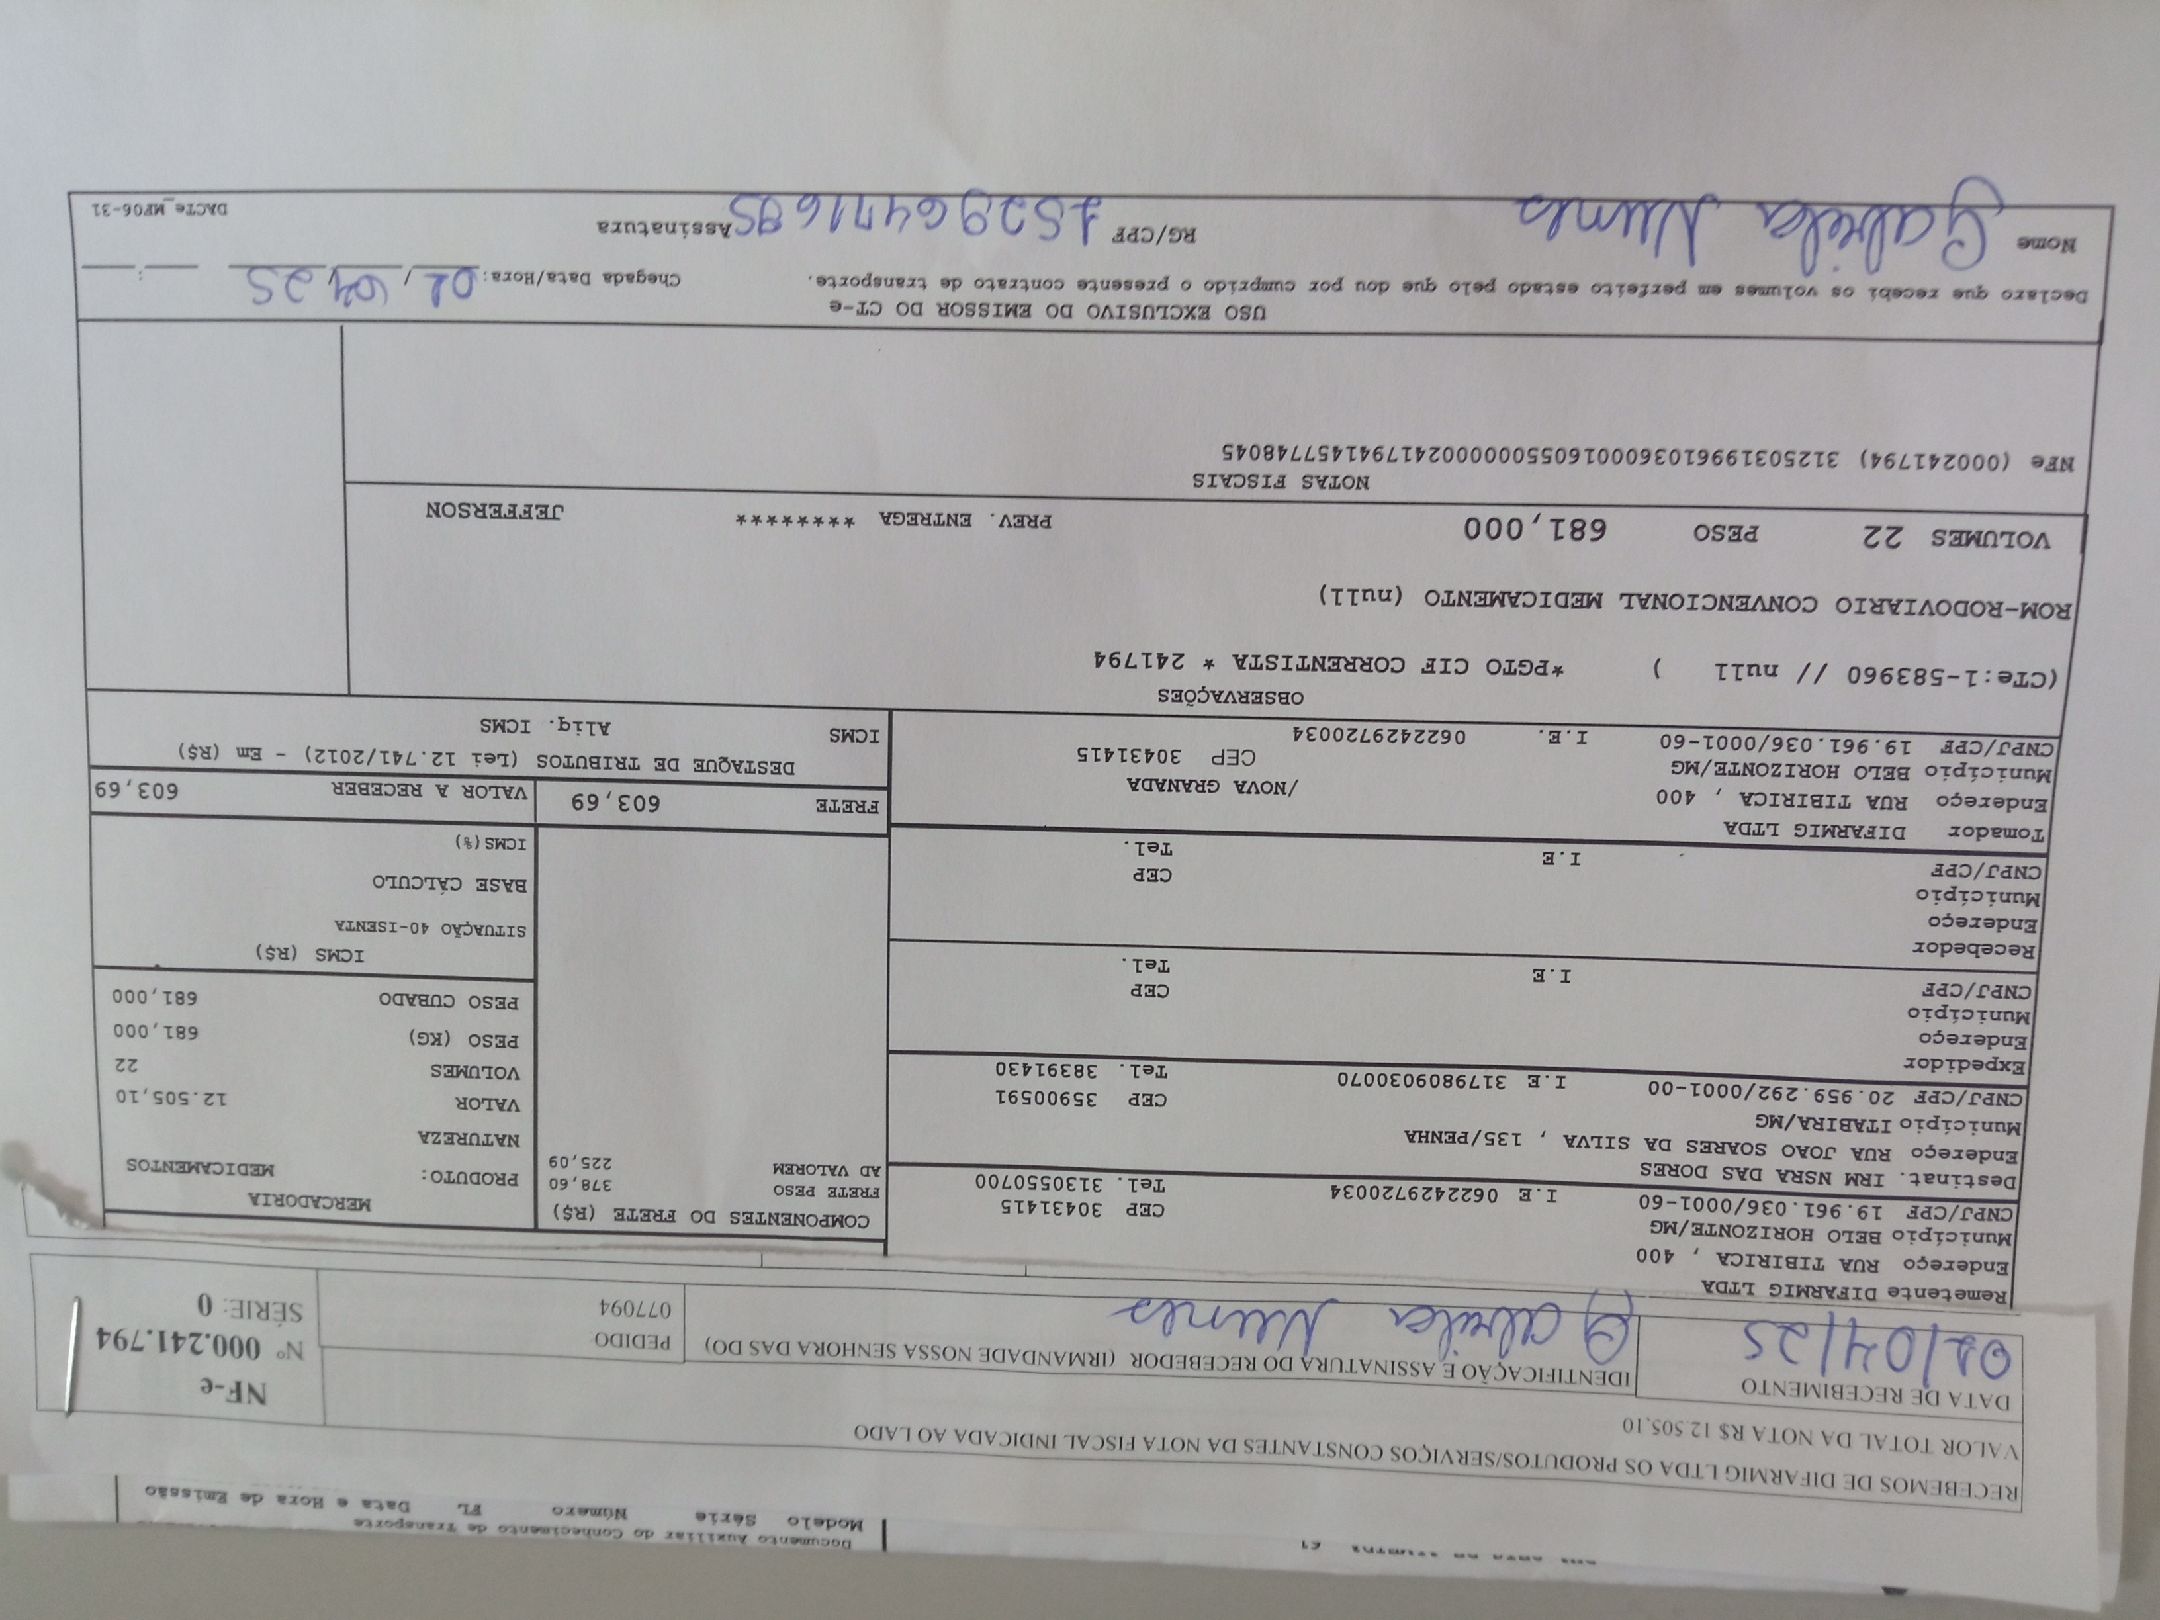 Documento Auxiliar do Conhecimento de Transporte
Modelo Série Número FL Data e Hora de Emissão
RECEBEMOS DE DIFARMIG LTDA OS PRODUTOS/SERVIÇOS CONSTANTES DA NOTA FISCAL INDICADA AO LADO
VALOR TOTAL DA NOTA R$ 12.505,10
NF-e
Nº 000.241.794
SÉRIE: 0
DATA DE RECEBIMENTO
02/04/25
IDENTIFICAÇÃO E ASSINATURA DO RECEBEDOR (IRMANDADE NOSSA SENHORA DAS DO)
Gabriela Nunes
PEDIDO
077094
Remetente DIFARMIG LTDA
Endereço RUA TIBIRICA , 400
Município BELO HORIZONTE/MG CEP 30431415
CNPJ/CPF 19.961.036/0001-60 I.E 0622429720034 Tel. 3130550700
Destinat. IRM NSRA DAS DORES
Endereço RUA JOAO SOARES DA SILVA , 135/PENHA
Município ITABIRA/MG CEP 35900591
CNPJ/CPF 20.959.292/0001-00 I.E 3179809030070 Tel. 38391430
Expedidor
Endereço
Município CEP
CNPJ/CPF I.E Tel.
Recebedor
Endereço
Município CEP
CNPJ/CPF I.E Tel.
Tomador DIFARMIG LTDA
Endereço RUA TIBIRICA , 400 /NOVA GRANADA
Município BELO HORIZONTE/MG CEP 30431415
CNPJ/CPF 19.961.036/0001-60 I.E. 0622429720034
COMPONENTES DO FRETE (R$)
FRETE PESO 378,60
AD VALOREM 225,09
MERCADORIA
PRODUTO: MEDICAMENTOS
NATUREZA
VALOR 12.505,10
VOLUMES 22
PESO (KG) 681,000
PESO CUBADO 681,000
ICMS (R$)
SITUAÇÃO 40-ISENTA
BASE CÁLCULO
ICMS(%)
FRETE 603,69
VALOR A RECEBER 603,69
DESTAQUE DE TRIBUTOS (Lei 12.741/2012) - Em (R$)
ICMS Aliq. ICMS
OBSERVAÇÕES
(CTe:1-583960 // null ) *PGTO CIF CORRENTISTA * 241794
ROM-RODOVIARIO CONVENCIONAL MEDICAMENTO (null)
VOLUMES 22 PESO 681,000 PREV. ENTREGA ******** JEFFERSON
NOTAS FISCAIS
NFe (000241794) 31250319961036000160550000002417941457748045
USO EXCLUSIVO DO EMISSOR DO CT-e
Declaro que recebi os volumes em perfeito estado pelo que dou por cumprido o presente contrato de transporte. Chegada Data/Hora: 02/04 25 :
Nome Gabriela Nunes RG/CPF Assinatura
DACTe_MF06-31